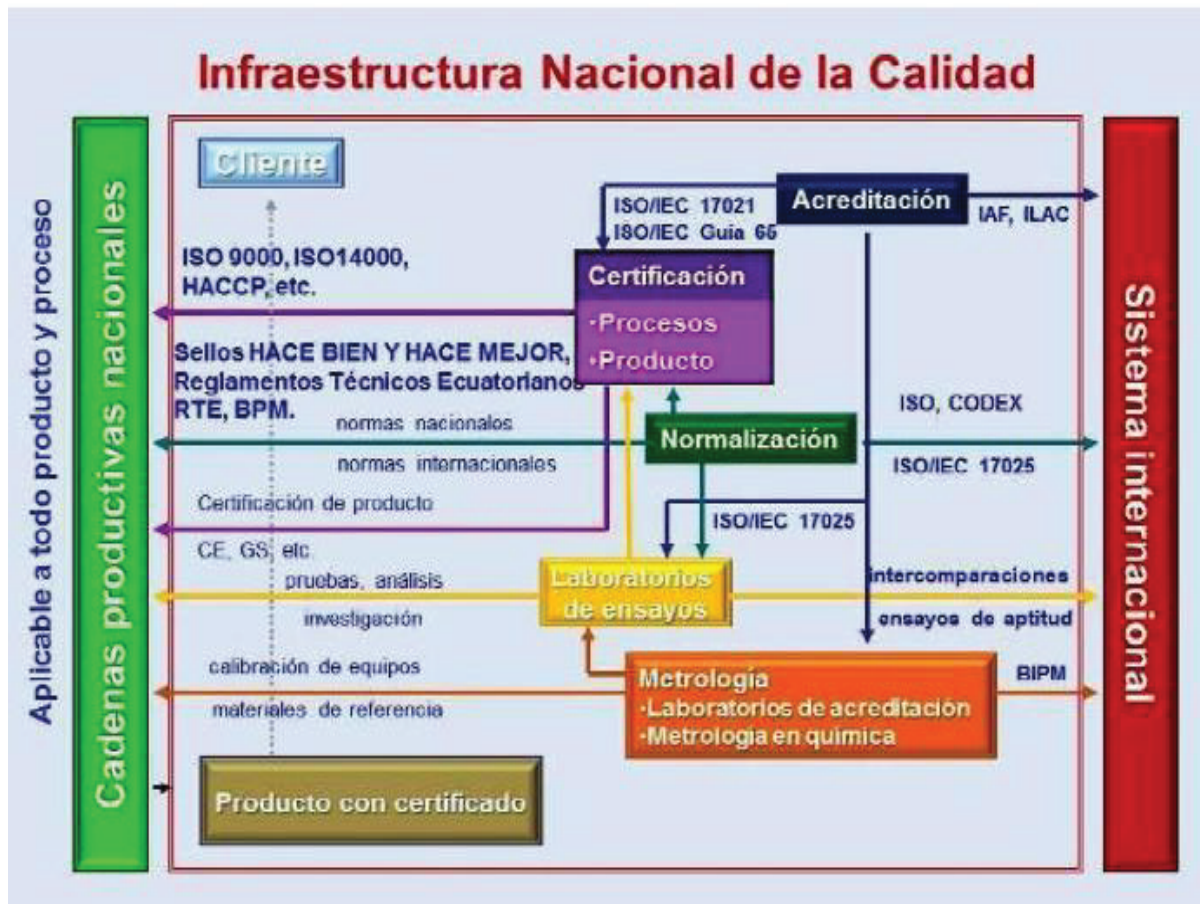 Infraestructura Nacional de la Calidad
Aplicable a todo producto y proceso
Cadenas productivas nacionales
Cliente
ISO/IEC 17021
ISO/IEC Guia 65
Acreditación
IAF, ILAC
ISO 9000, ISO14000,
HACCP, etc.
Certificación
·Procesos
·Producto
Sellos HACE BIEN Y HACE MEJOR,
Reglamentos Técnicos Ecuatorianos
RTE, BPM.
normas nacionales
normas internacionales
Normalización
ISO, CODEX
ISO/IEC 17025
Certificación de producto
CE, GS, etc
ISO/IEC 17025
pruebas, análisis
investigación
Laboratorios
de ensayos
intercomparaciones
ensayos de aptitud
calibración de equipos
materiales de referencia
Metrología
·Laboratorios de acreditación
·Metrología en química
BIPM
Producto con certificado
Sistema internacional